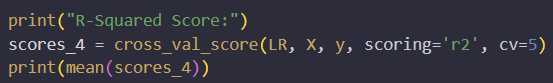 print("R-Squared Score:")
scores_4 = cross_val_score(LR, X, y, scoring='r2', cv=5)
print(mean(scores_4))